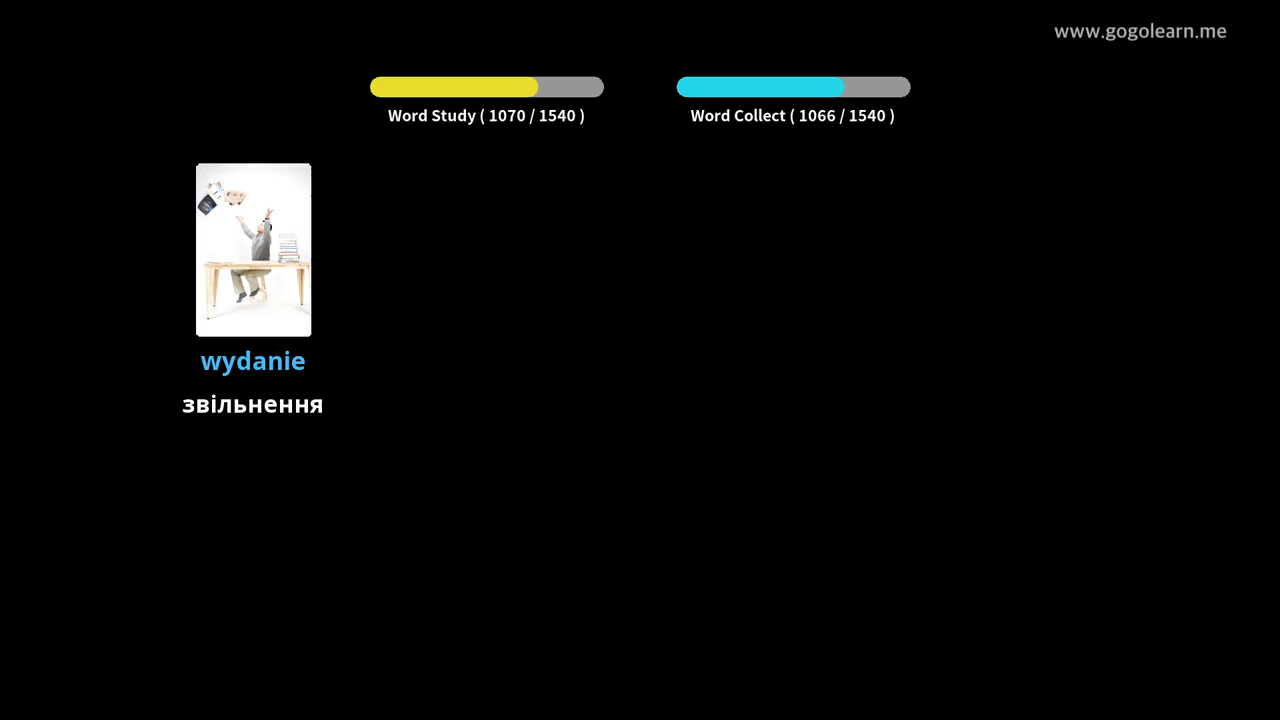 www.gogolearn.me
Word Study ( 1070 / 1540 )
Word Collect ( 1066 / 1540 )
wydanie
звільнення